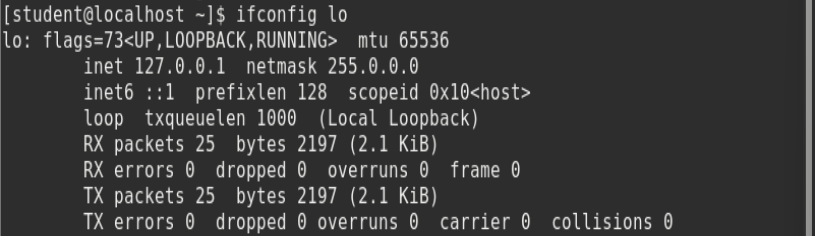 [student@localhost ~]$ ifconfig lo
lo: flags=73<UP,LOOPBACK,RUNNING>  mtu 65536
        inet 127.0.0.1  netmask 255.0.0.0
        inet6 ::1  prefixlen 128  scopeid 0x10<host>
        loop  txqueuelen 1000  (Local Loopback)
        RX packets 25  bytes 2197 (2.1 KiB)
        RX errors 0  dropped 0  overruns 0  frame 0
        TX packets 25  bytes 2197 (2.1 KiB)
        TX errors 0  dropped 0 overruns 0  carrier 0  collisions 0